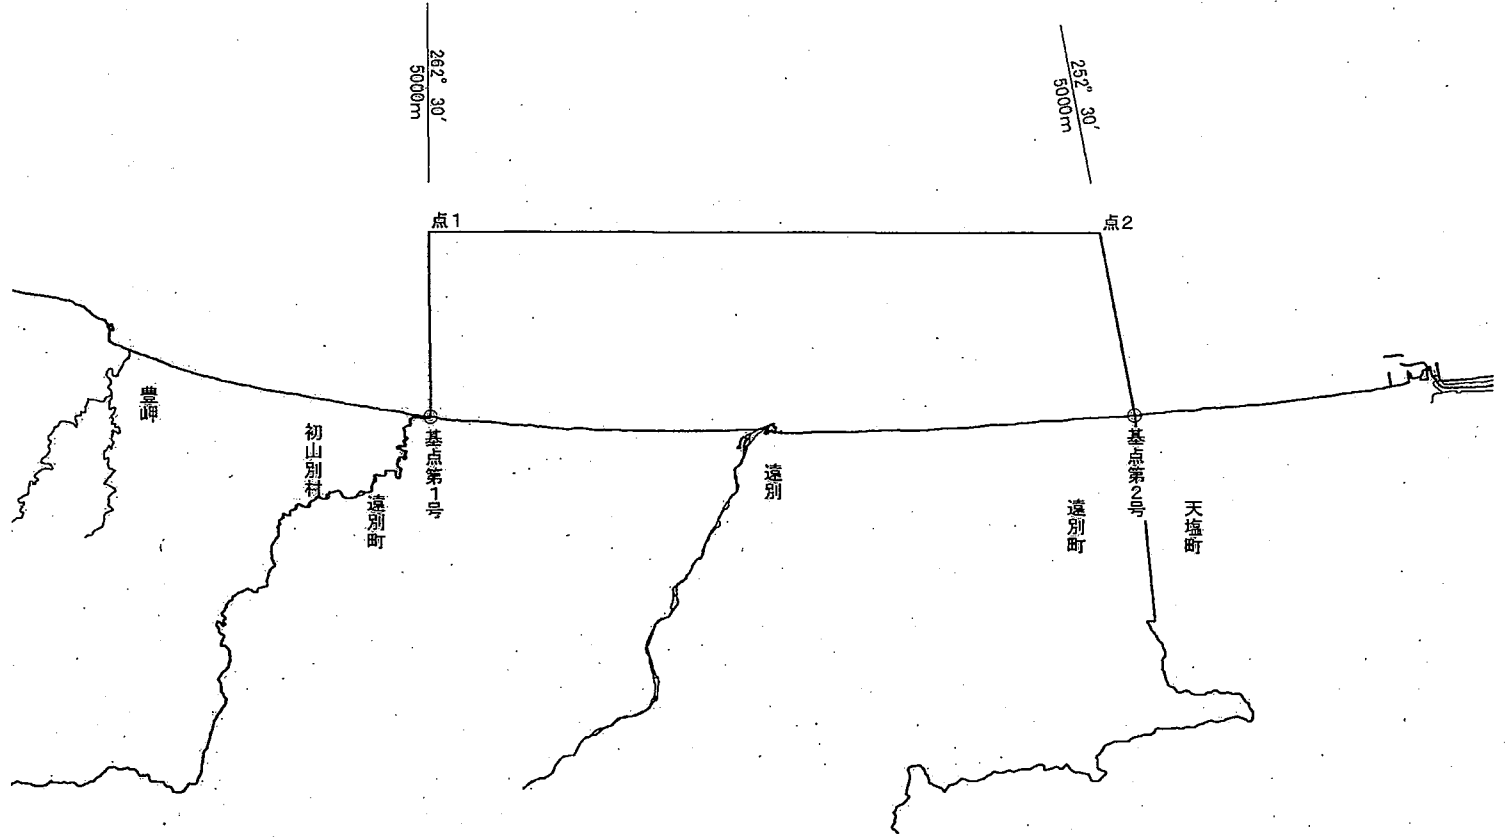 262° 30′
5000m
252° 30′
5000m
点1
点2
豊岬
初山別村
遠別町
基点第1号
遠別
遠別町
基点第2号
天塩町